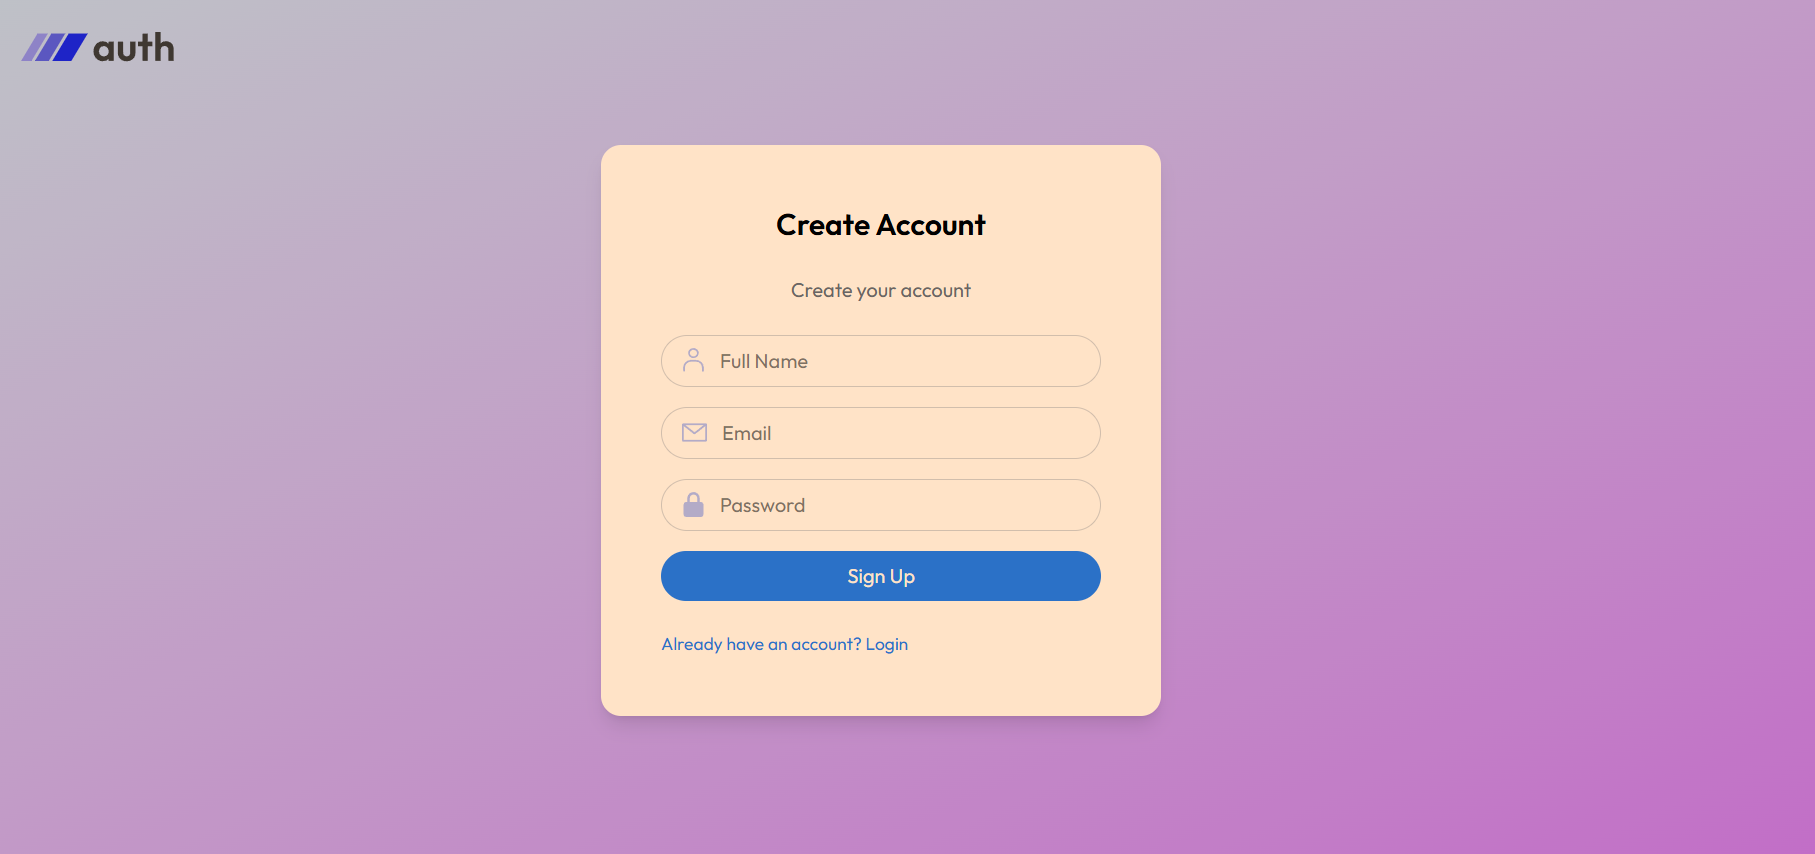 auth
Create Account
Create your account
Full Name
Email
Password
Sign Up
Already have an account? Login